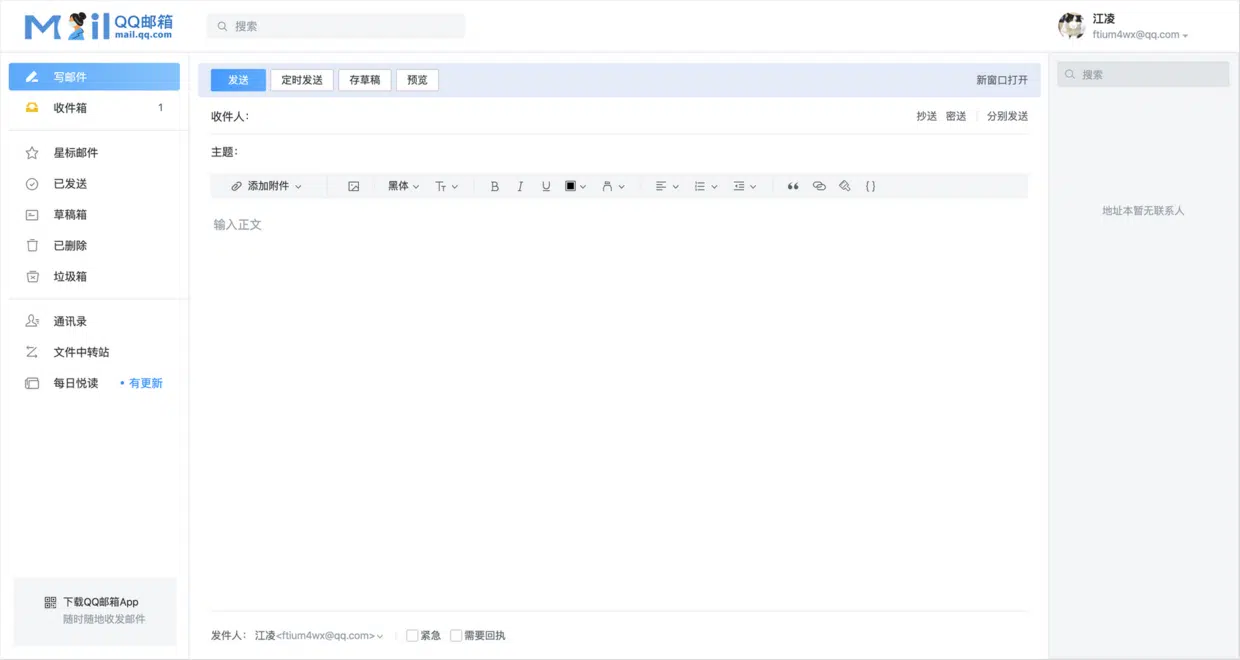 Mail QQ邮箱
mail.qq.com
搜索
江凌
ftium4wx@qq.com
写邮件
收件箱 1
星标邮件
已发送
草稿箱
已删除
垃圾箱
通讯录
文件中转站
每日悦读 • 有更新
下载QQ邮箱App
随时随地收发邮件
发送 定时发送 存草稿 预览 新窗口打开
收件人: 抄送 密送 分别发送
主题:
添加附件 黑体 TT B I U {}
输入正文
发件人: 江凌<ftium4wx@qq.com> 紧急 需要回执
搜索
地址本暂无联系人